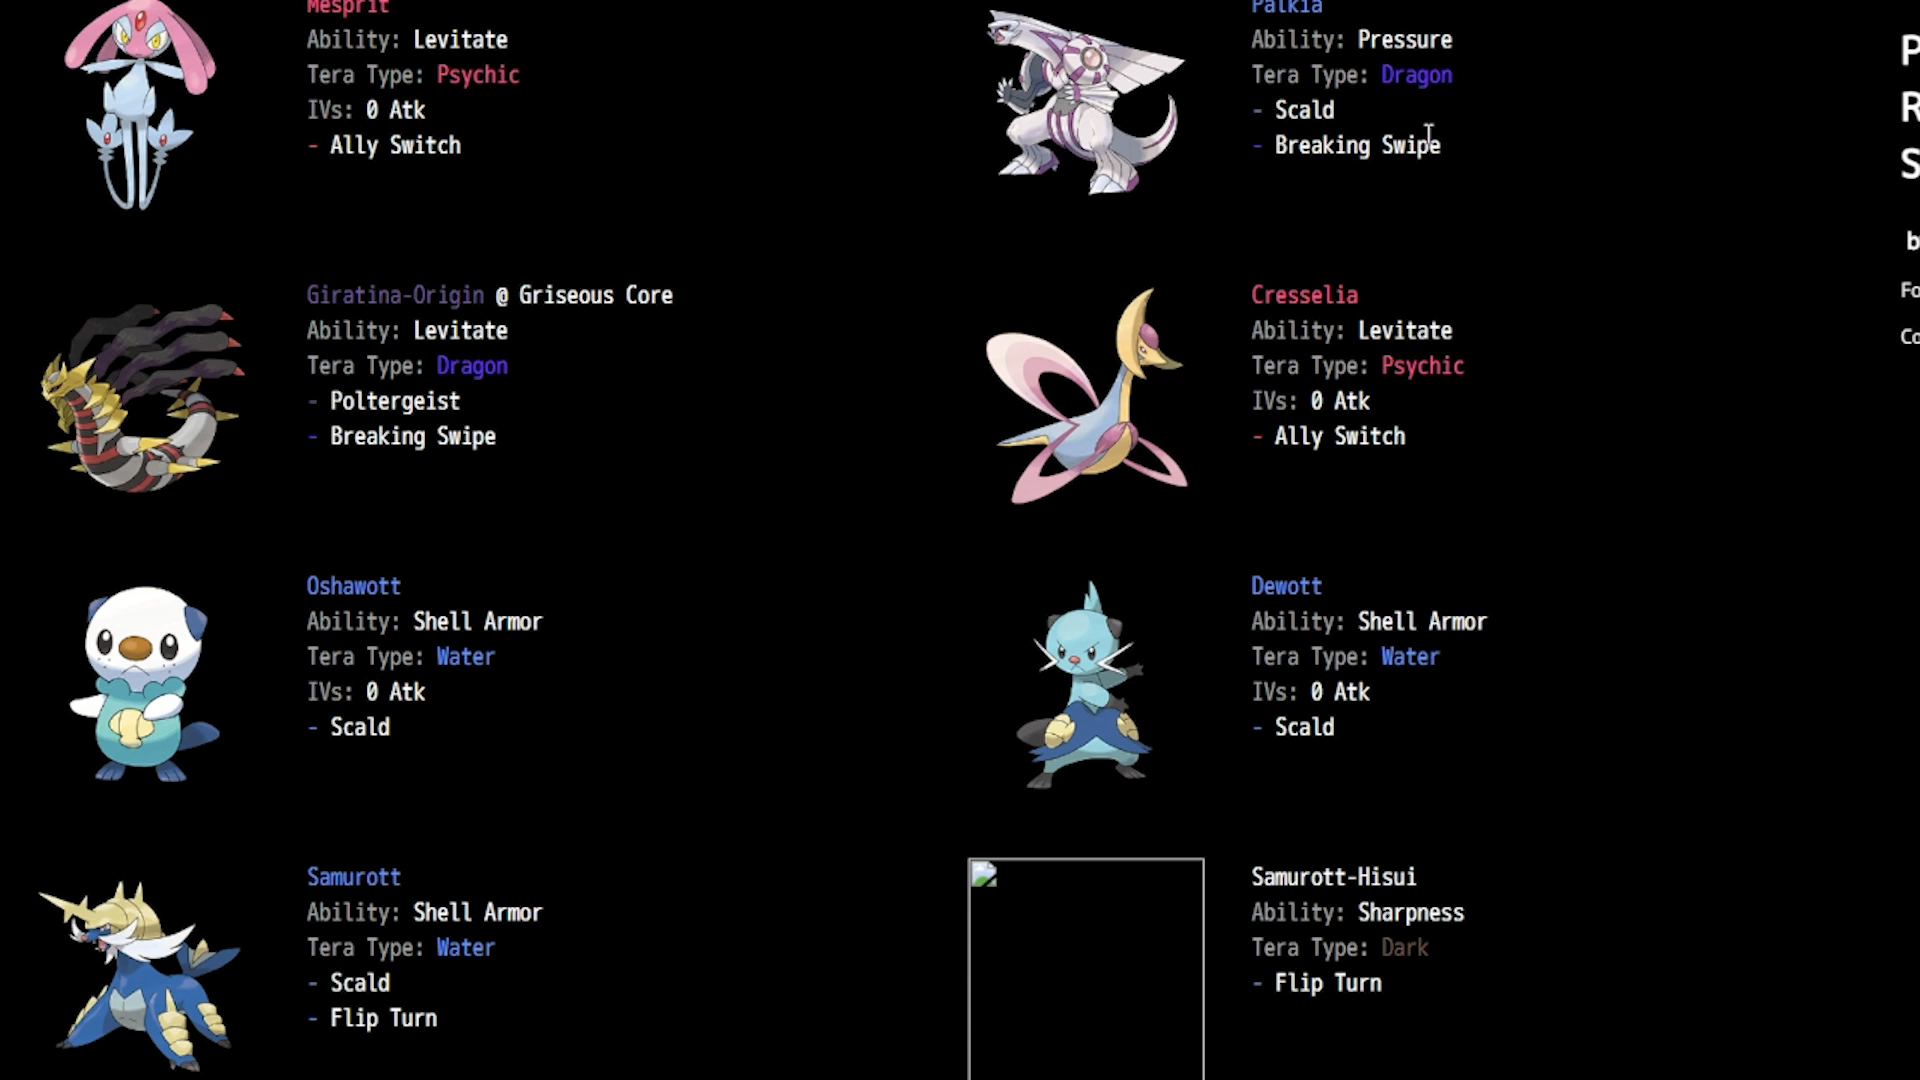 Mesprit
Ability: Levitate
Tera Type: Psychic
IVs: 0 Atk
- Ally Switch
Palkia
Ability: Pressure
Tera Type: Dragon
- Scald
- Breaking Swipe
Giratina-Origin @ Griseous Core
Ability: Levitate
Tera Type: Dragon
- Poltergeist
- Breaking Swipe
Cresselia
Ability: Levitate
Tera Type: Psychic
IVs: 0 Atk
- Ally Switch
Oshawott
Ability: Shell Armor
Tera Type: Water
IVs: 0 Atk
- Scald
Dewott
Ability: Shell Armor
Tera Type: Water
IVs: 0 Atk
- Scald
Samurott
Ability: Shell Armor
Tera Type: Water
- Scald
- Flip Turn
Samurott-Hisui
Ability: Sharpness
Tera Type: Dark
- Flip Turn